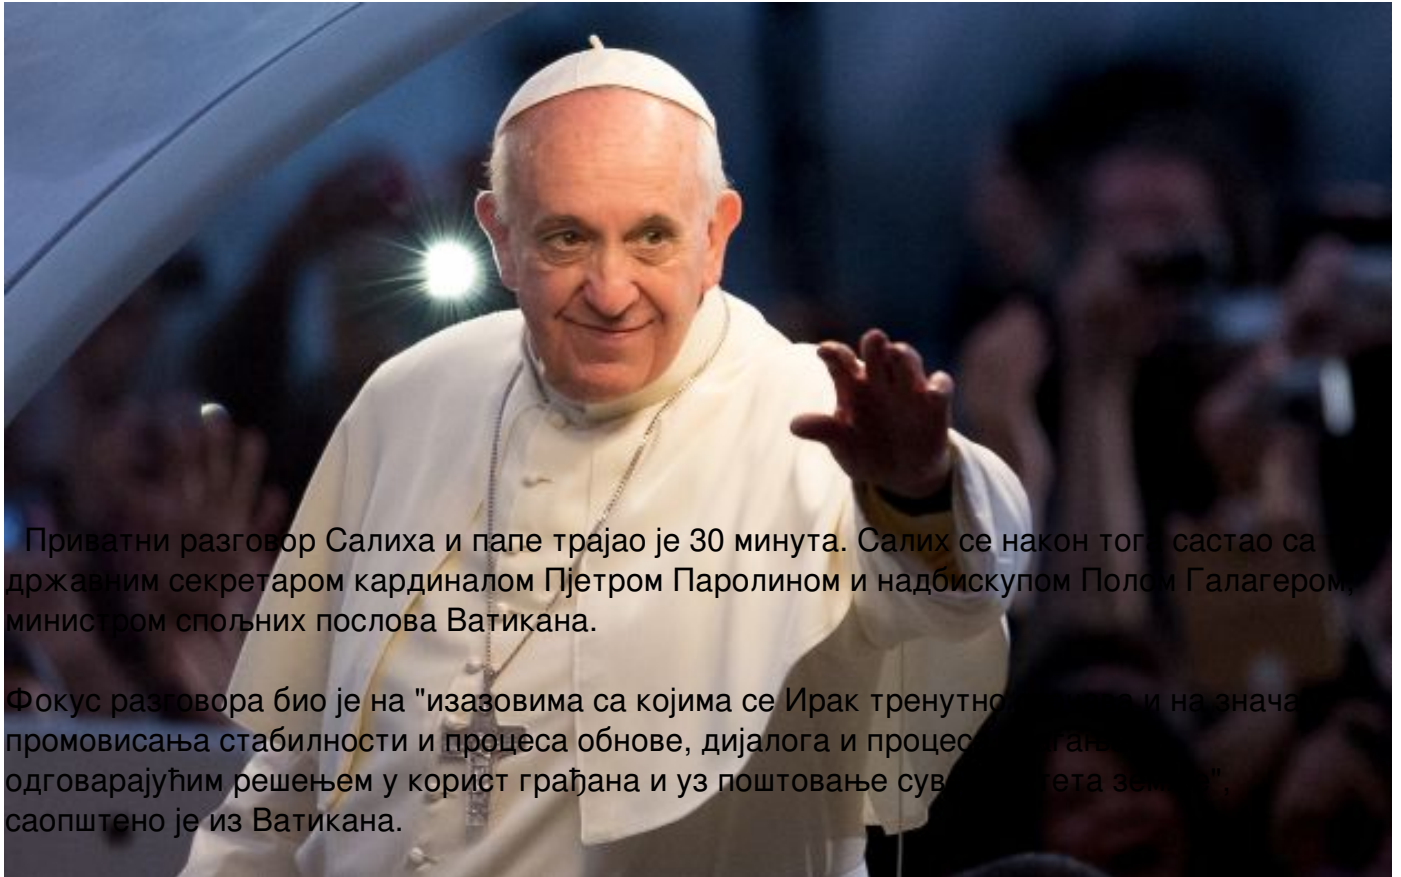 Приватни разговор Салиха и папе трајао је 30 минута. Салих се након тога састао са
државним секретаром кардиналом Пјетром Паролином и надбискупом Полом Галагером,
министром спољних послова Ватикана.
Фокус разговора био је на "изазовима са којима се Ирак тренутно и на
промовисања стабилности и процеса обнове, дијалога и
одговарајућим решењем у корист грађана и уз поштовање
саопштено је из Ватикана.